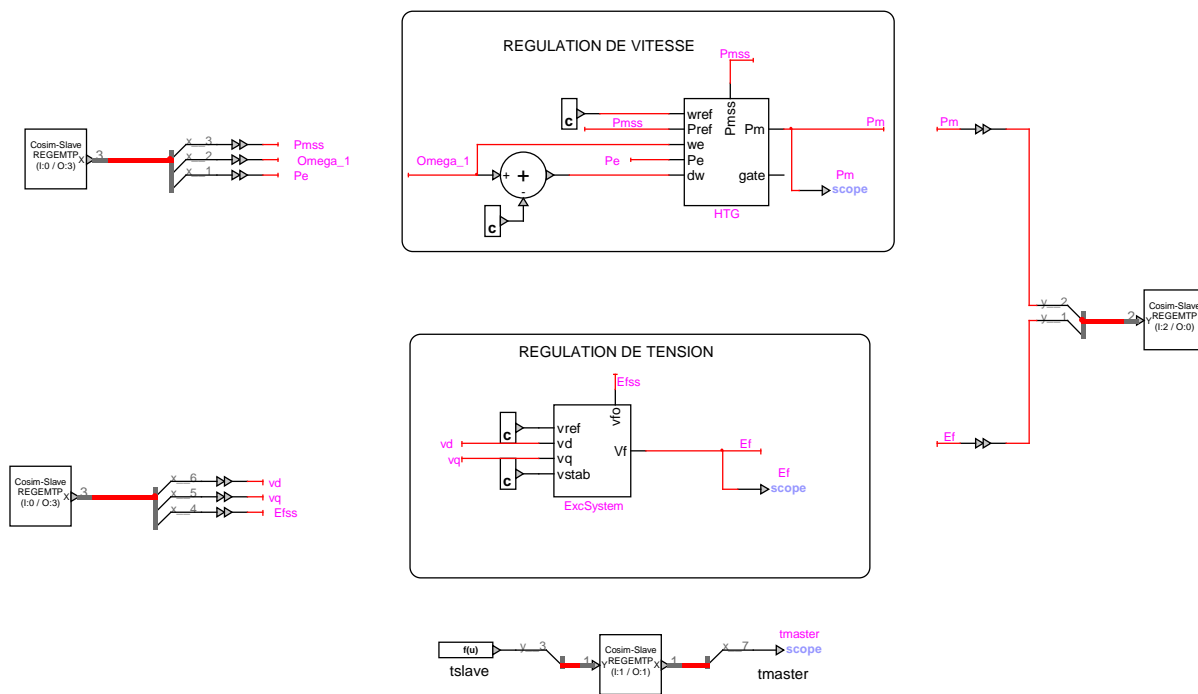 REGULATION DE VITESSE
Pmss
Cosim-Slave
REGEMTP
(I:0 / O:3)
X
3
x__3
Pmss
x__2
Omega_1
x__1
Pe
c
wref
Pmss
Pref
Omega_1
we
Pe
Pe
dw
+
+
-
c
Pmss
Pm
gate
HTG
Pm
Pm
scope
Pm
y__2
y__1
2
Y
Cosim-Slave
REGEMTP
(I:2 / O:0)
REGULATION DE TENSION
Efss
c
vref
vd
vd
vq
vq
vstab
c
vfo
Vf
ExcSystem
Ef
Ef
scope
Ef
Cosim-Slave
REGEMTP
(I:0 / O:3)
X
3
x__6
vd
x__5
vq
x__4
Efss
f(u)
tslave
y__3
1
Y
Cosim-Slave
REGEMTP
(I:1 / O:1)
X
1
x__7
tmaster
scope
tmaster